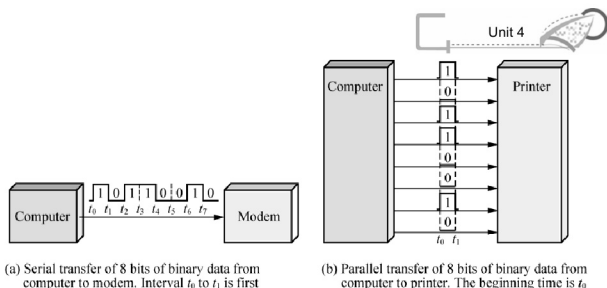 Unit 4
Computer
1 0 1 1 0 0 1 0
t0 t1 t2 t3 t4 t5 t6 t7
Modem
(a) Serial transfer of 8 bits of binary data from
computer to modem. Interval t0 to t1 is first
Computer
1
0
1
1
0
0
1
0
t0 t1
Printer
(b) Parallel transfer of 8 bits of binary data from
computer to printer. The beginning time is t0